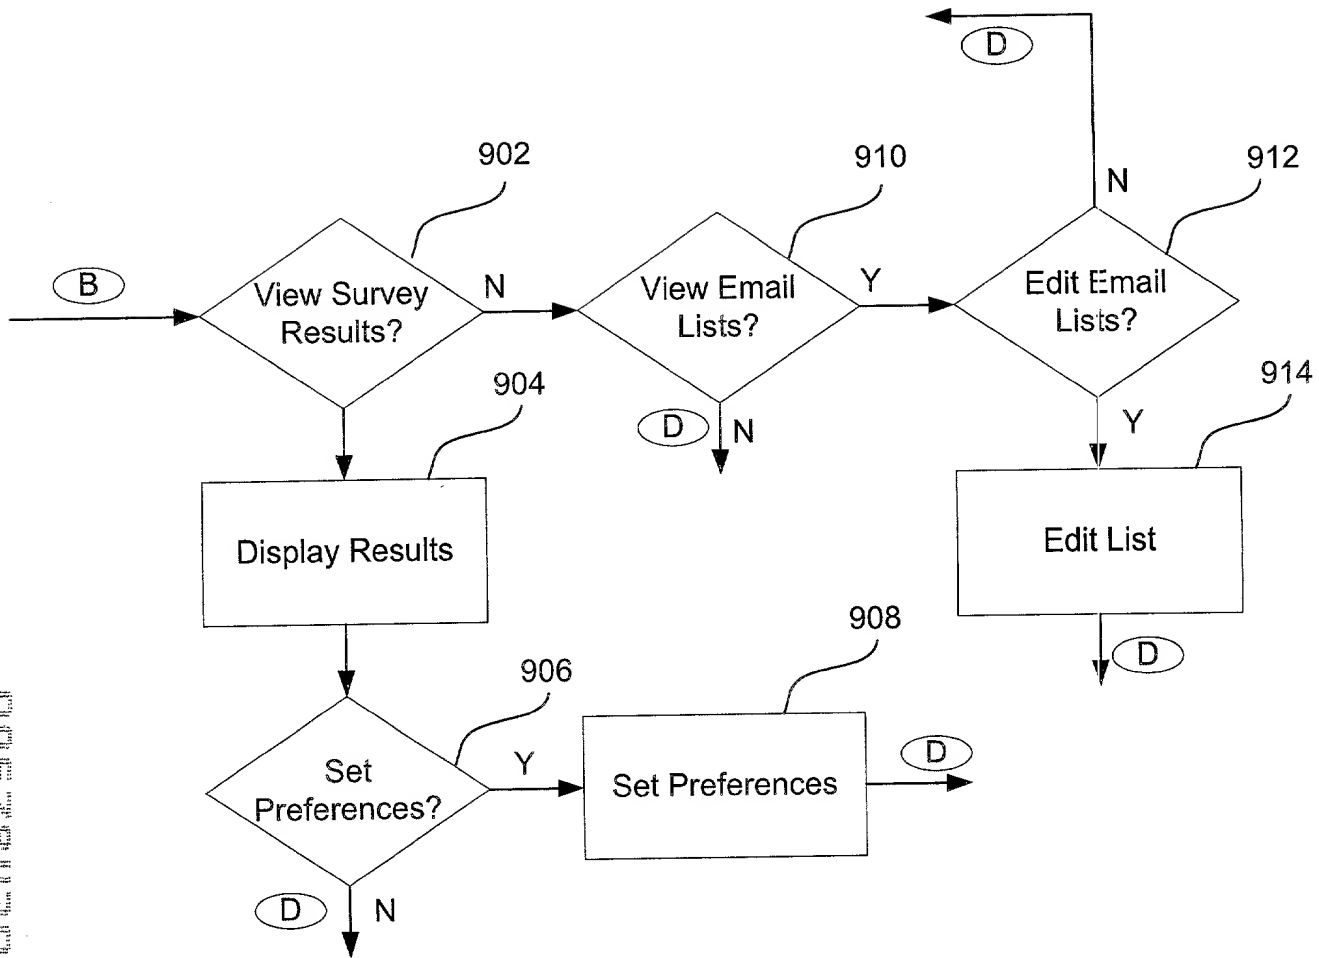 D
902
910
912
N
B
View Survey
Results?
N
View Email
Lists?
Y
Edit Email
Lists?
904
D
N
Y
914
Display Results
Edit List
908
D
906
Set
Preferences?
Y
Set Preferences
D
D
N